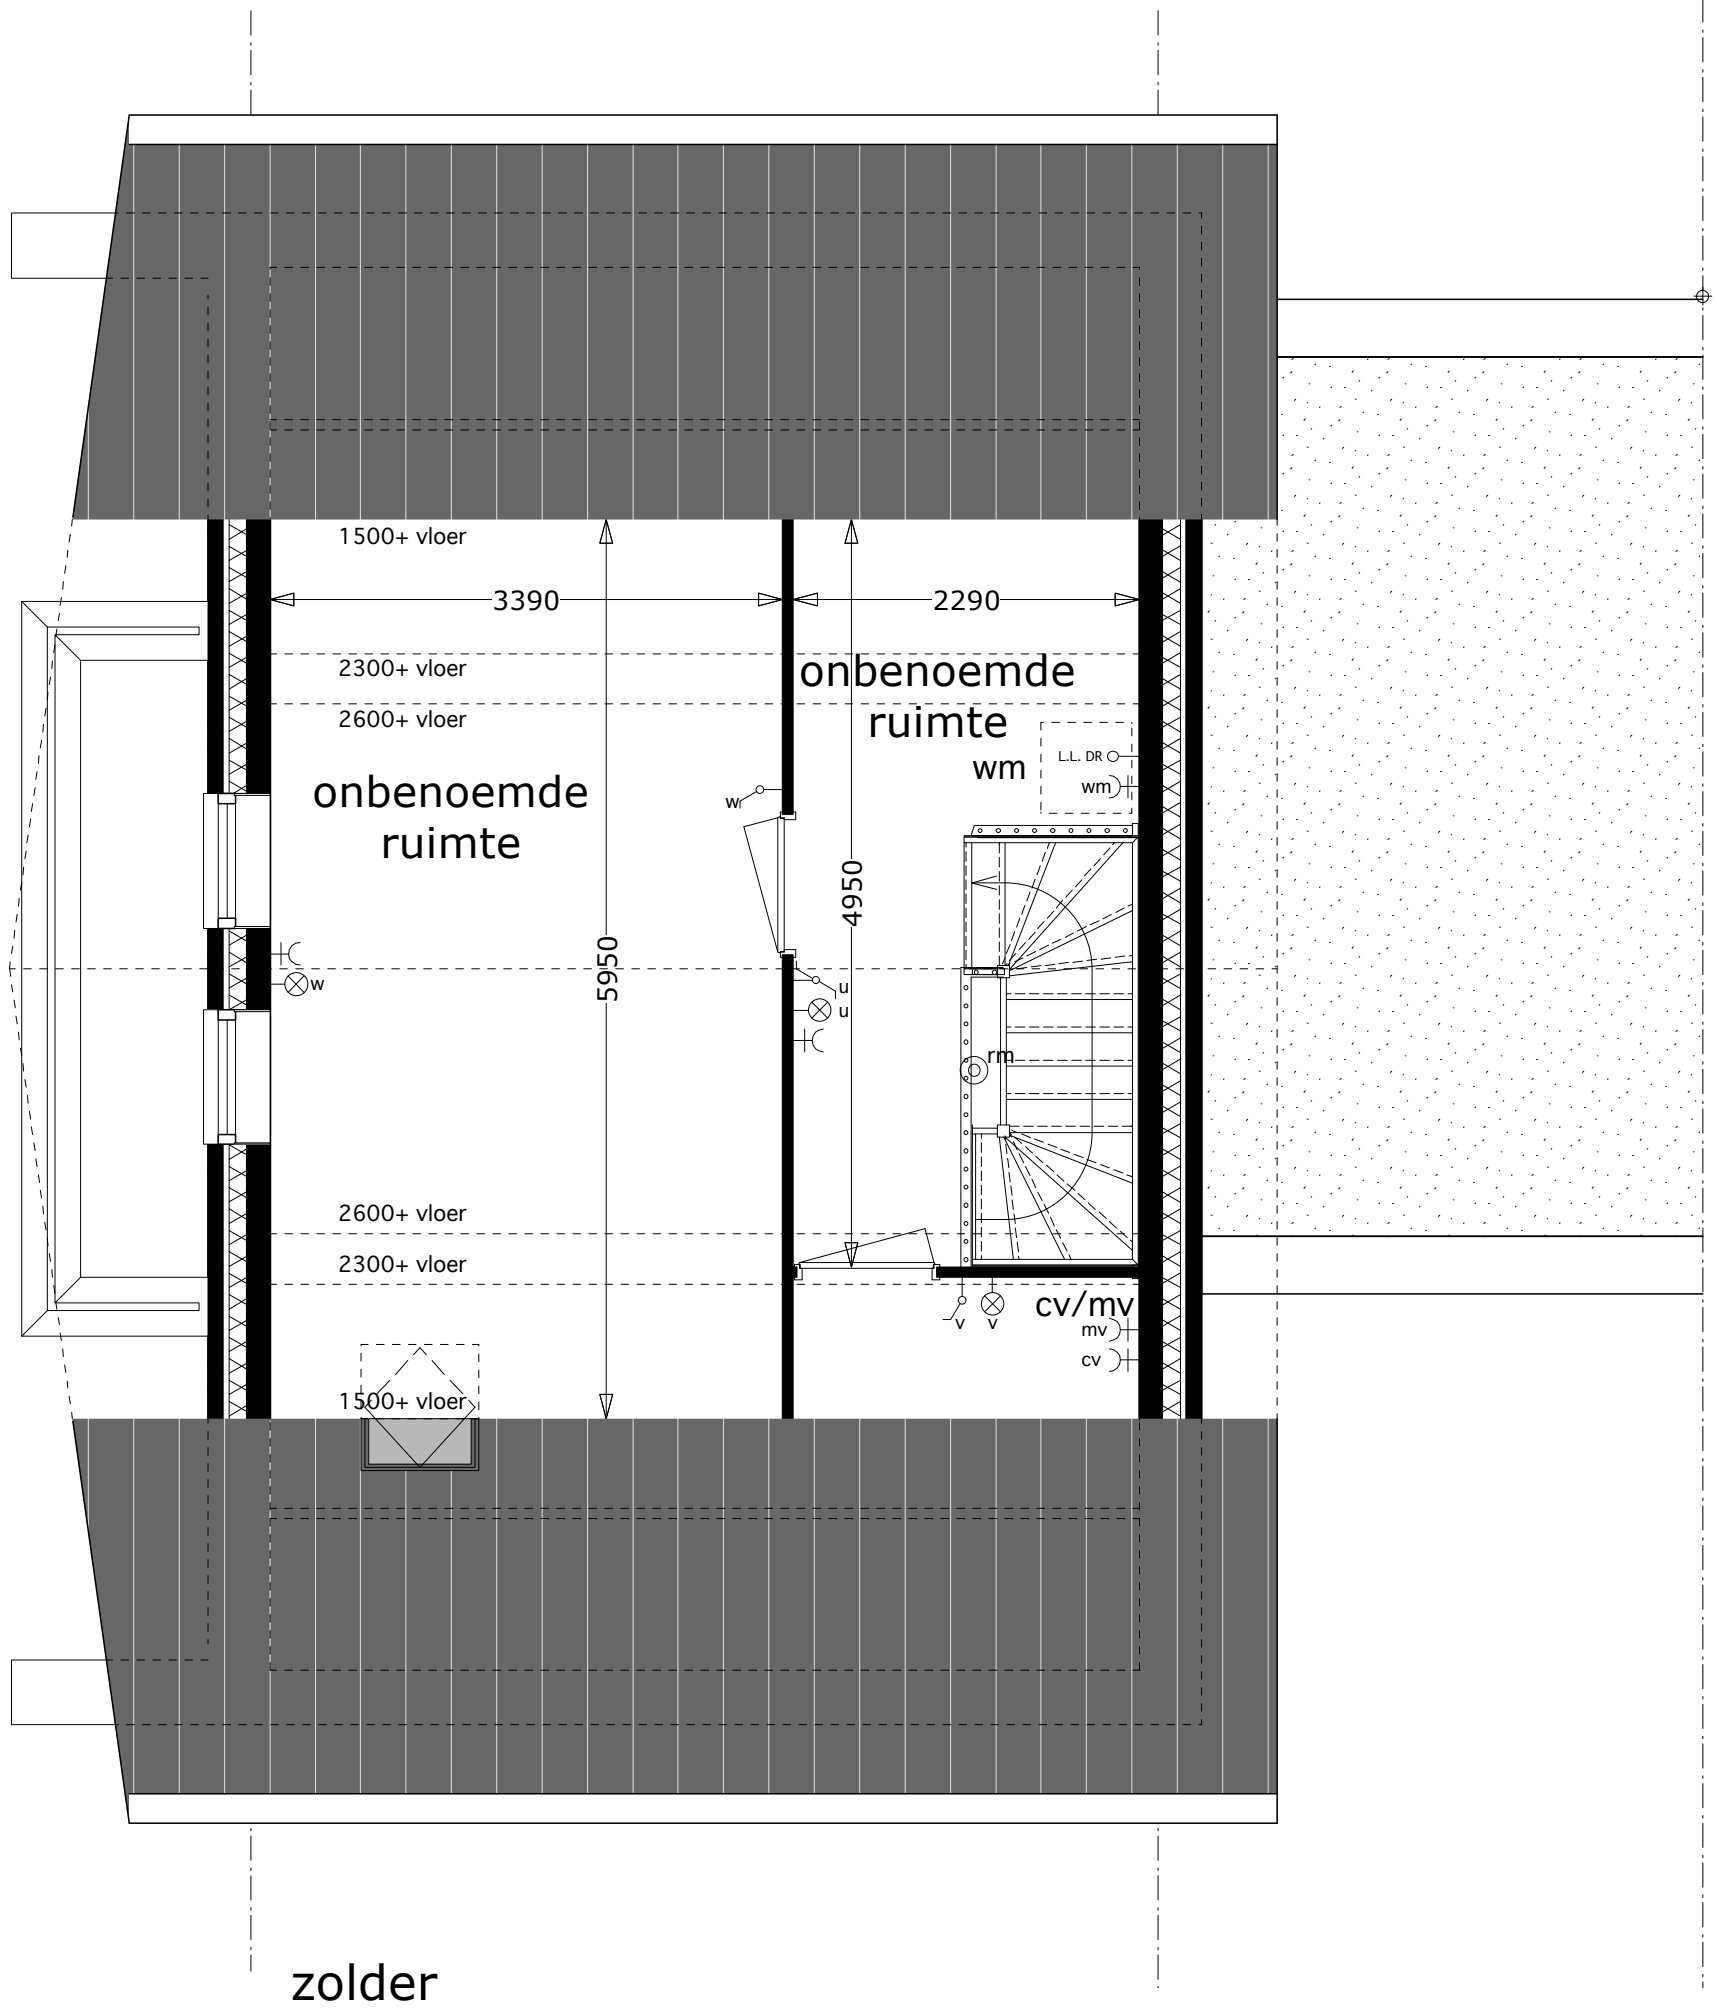 1500+ vloer
3390
2290
2300+ vloer
onbenoemde
ruimte
2600+ vloer
L.L. DR
wm
wm
onbenoemde
ruimte
w
4950
5950
w
u
u
rm
2600+ vloer
2300+ vloer
cv/mv
v
v
mv
cv
1500+ vloer
zolder